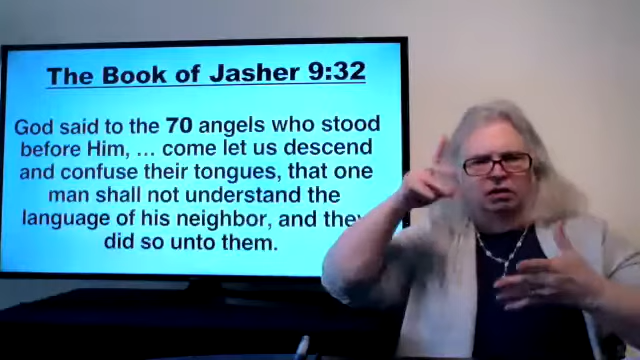 The Book of Jasher 9:32
God said to the 70 angels who stood
before Him, ... come let us descend
and confuse their tongues, that one
man shall not understand the
language of his neighbor, and they
did so unto them.